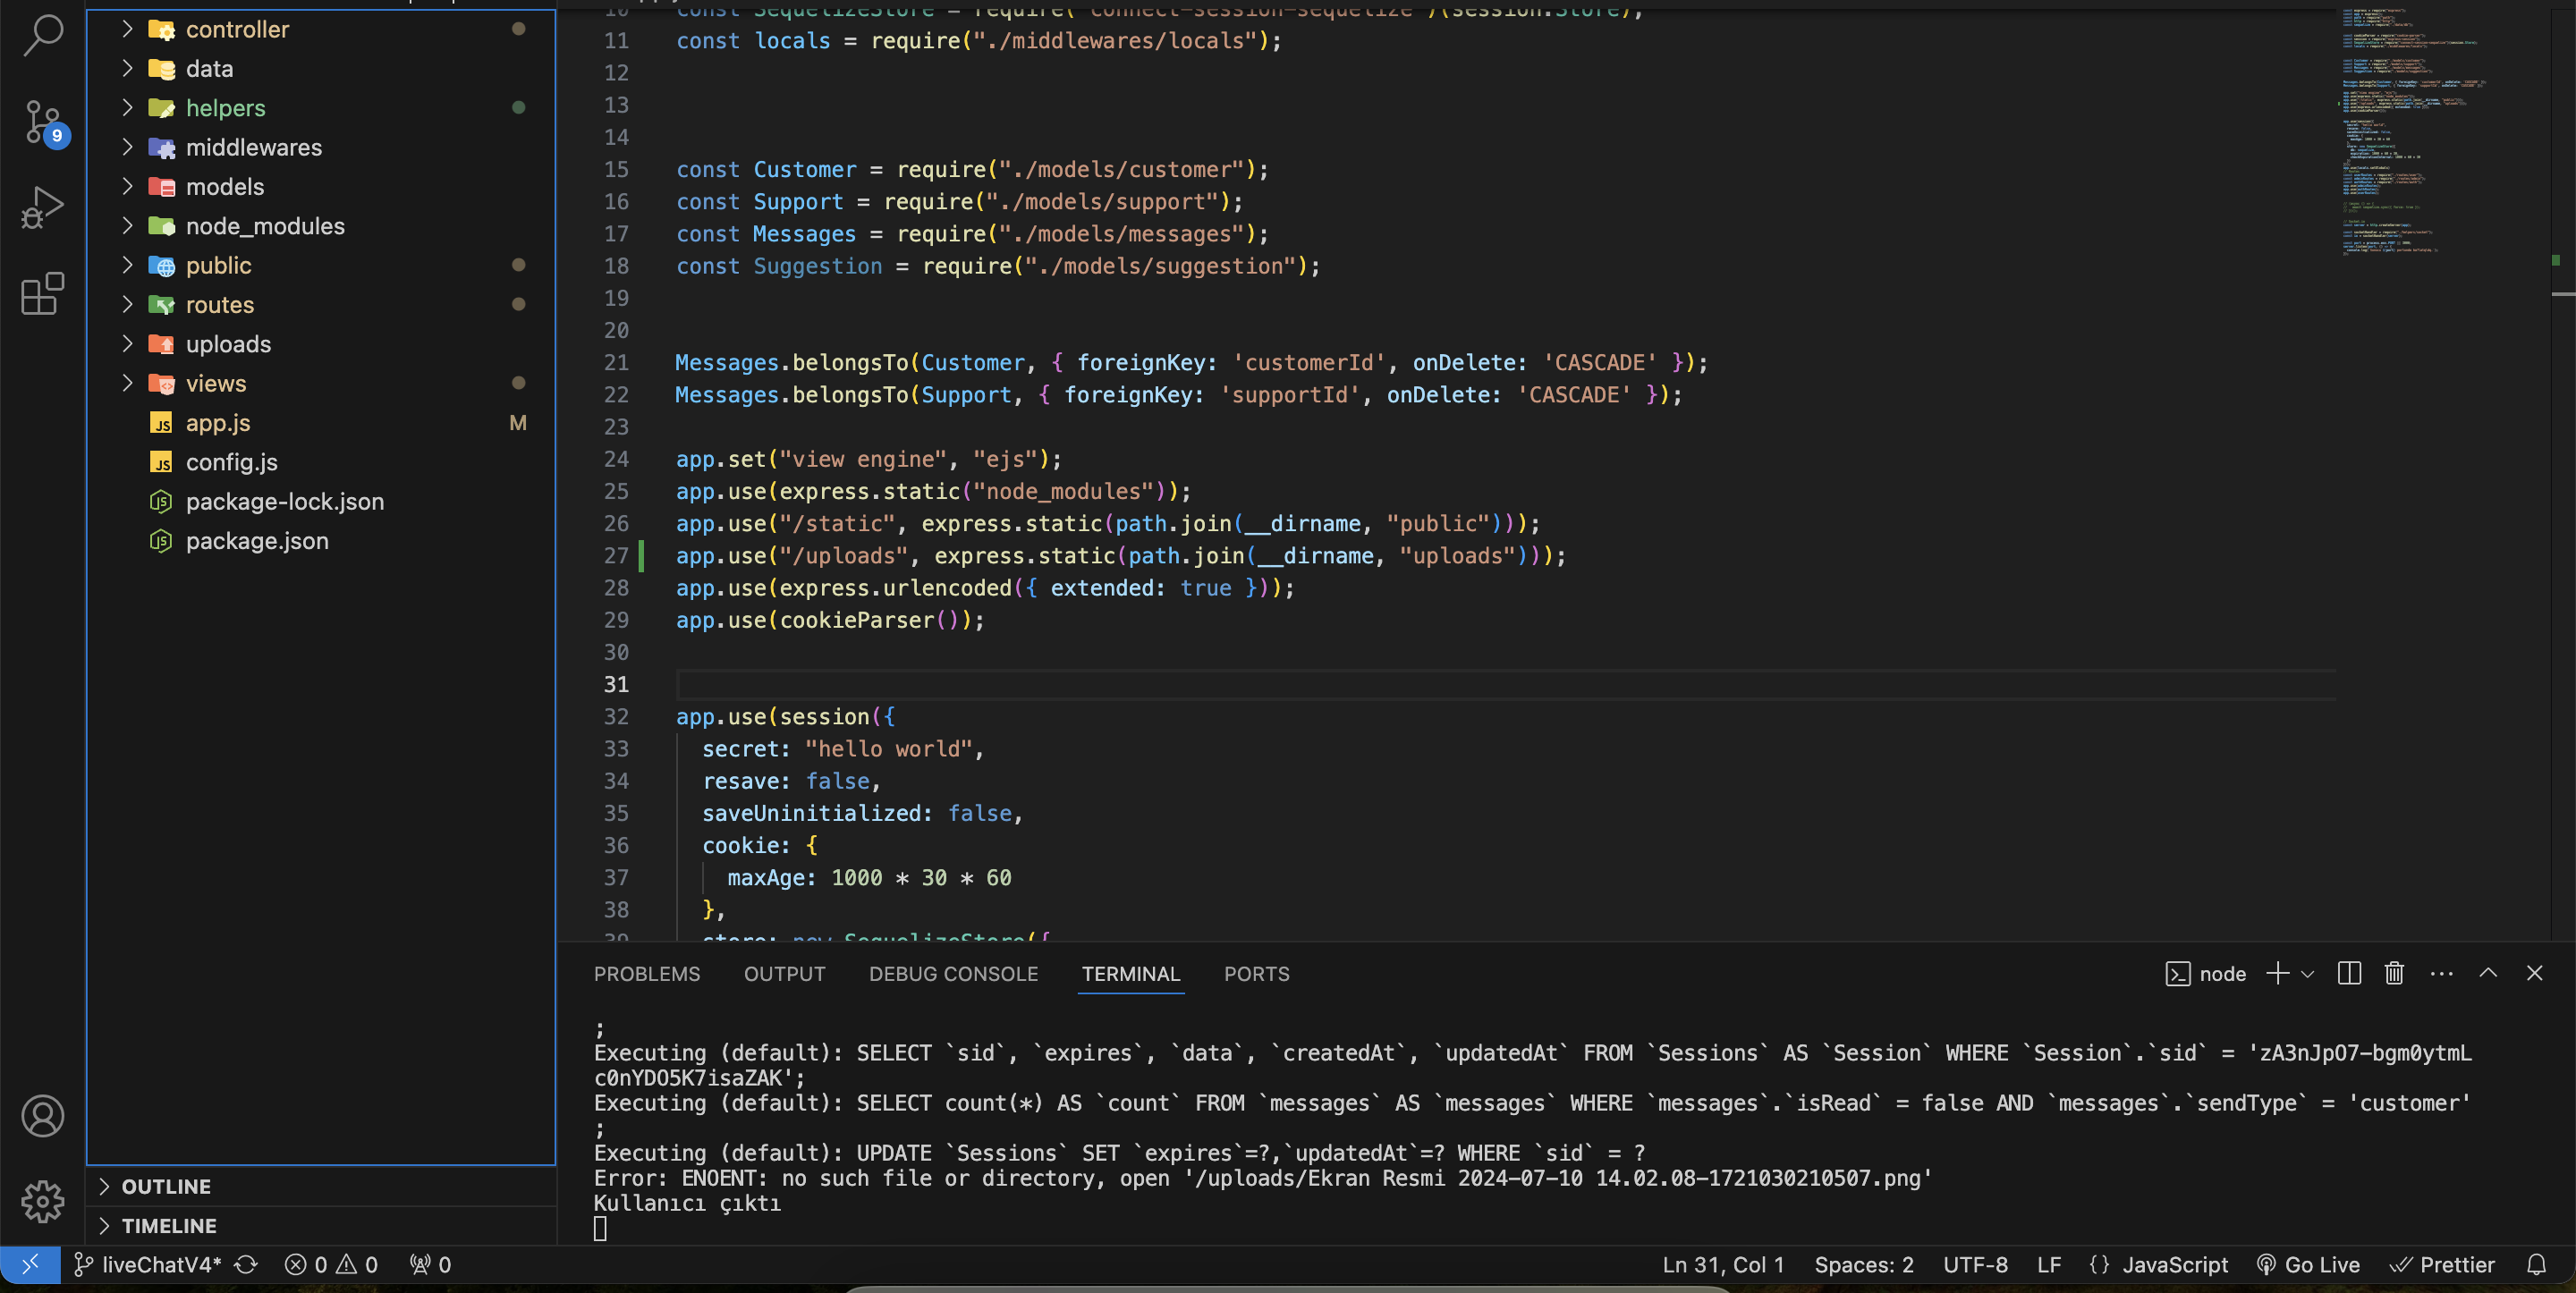 controller
data
helpers
9
middlewares
models
node_modules
public
routes
uploads
views
app.js M
config.js
package-lock.json
package.json
OUTLINE
TIMELINE
10 const SequelizeStore = require("connect-session-sequelize")(session.Store);
11 const locals = require("./middlewares/locals");
12
13
14
15 const Customer = require("./models/customer");
16 const Support = require("./models/support");
17 const Messages = require("./models/messages");
18 const Suggestion = require("./models/suggestion");
19
20
21 Messages.belongsTo(Customer, { foreignKey: 'customerId', onDelete: 'CASCADE' });
22 Messages.belongsTo(Support, { foreignKey: 'supportId', onDelete: 'CASCADE' });
23
24 app.set("view engine", "ejs");
25 app.use(express.static("node_modules"));
26 app.use("/static", express.static(path.join(__dirname, "public")));
27 app.use("/uploads", express.static(path.join(__dirname, "uploads")));
28 app.use(express.urlencoded({ extended: true }));
29 app.use(cookieParser());
30
31
32 app.use(session({
33 secret: "hello world",
34 resave: false,
35 saveUninitialized: false,
36 cookie: {
37 maxAge: 1000 * 30 * 60
38 },
39 store: new SequelizeStore({
PROBLEMS OUTPUT DEBUG CONSOLE TERMINAL PORTS node
;
Executing (default): SELECT `sid`, `expires`, `data`, `createdAt`, `updatedAt` FROM `Sessions` AS `Session` WHERE `Session`.`sid` = 'zA3nJpO7-bgm0ytmL
c0nYDO5K7isaZAK';
Executing (default): SELECT count(*) AS `count` FROM `messages` AS `messages` WHERE `messages`.`isRead` = false AND `messages`.`sendType` = 'customer'
;
Executing (default): UPDATE `Sessions` SET `expires`=?,`updatedAt`=? WHERE `sid` = ?
Error: ENOENT: no such file or directory, open '/uploads/Ekran Resmi 2024-07-10 14.02.08-1721030210507.png'
Kullanıcı çıktı
liveChatV4* 0 0 0 Ln 31, Col 1 Spaces: 2 UTF-8 LF {} JavaScript Go Live Prettier